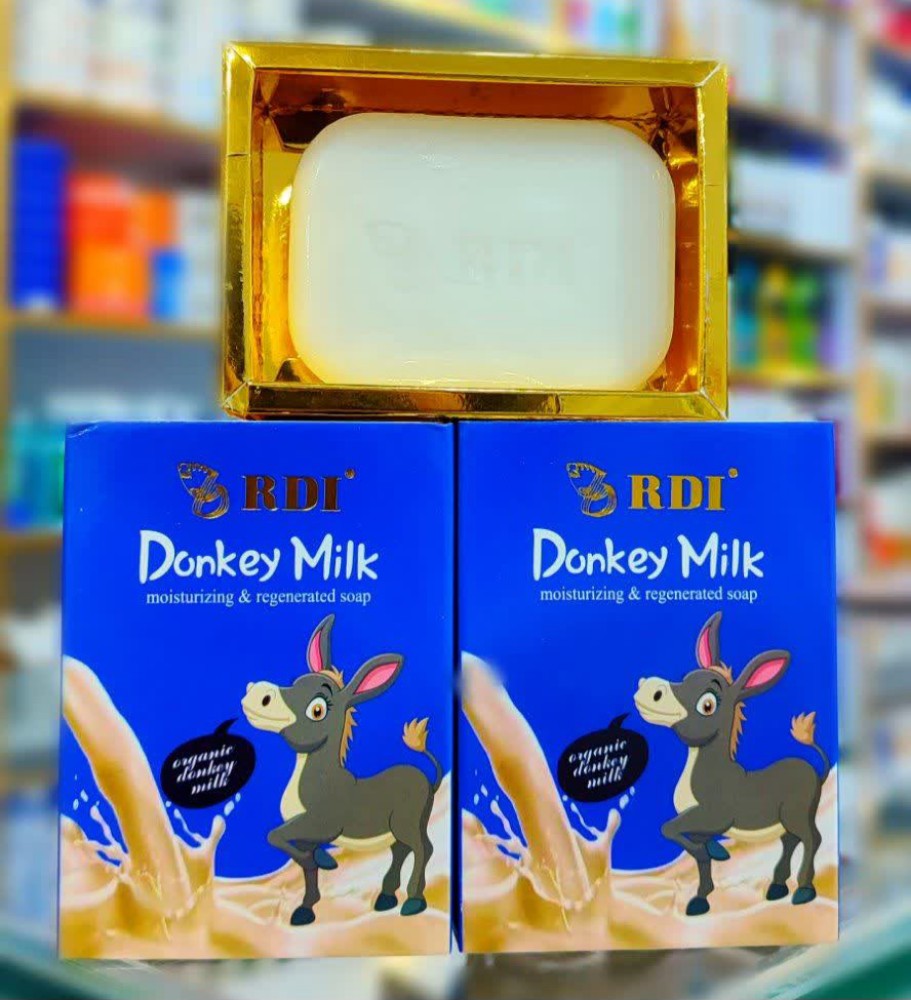 RDI
Donkey Milk
moisturizing & regenerated soap
organic
donkey
milk
RDI
Donkey Milk
moisturizing & regenerated soap
organic
donkey
milk